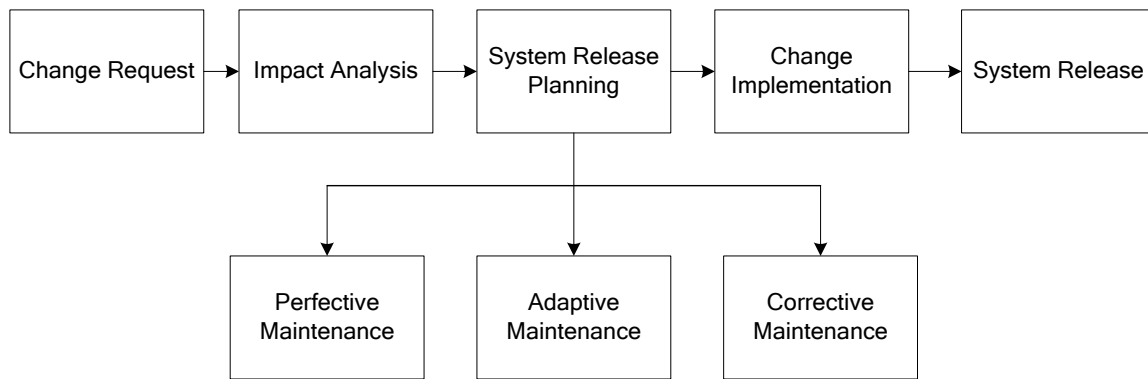 Change Request
Impact Analysis
System Release
Planning
Change
Implementation
System Release
Perfective
Maintenance
Adaptive
Maintenance
Corrective
Maintenance